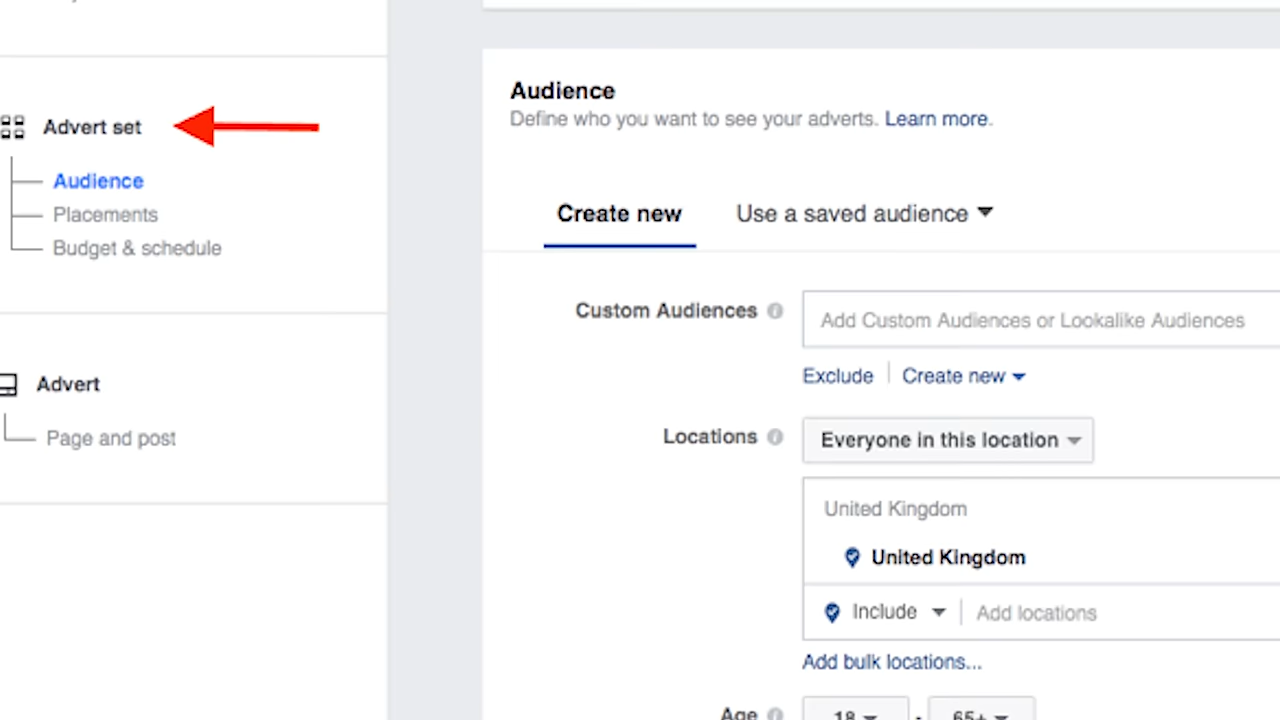 Advert set
Audience
Placements
Budget & schedule
Advert
Page and post
Audience
Define who you want to see your adverts. Learn more.
Create new Use a saved audience
Custom Audiences Add Custom Audiences or Lookalike Audiences
Exclude Create new
Locations Everyone in this location
United Kingdom
United Kingdom
Include Add locations
Add bulk locations...
Age 18 - 65+